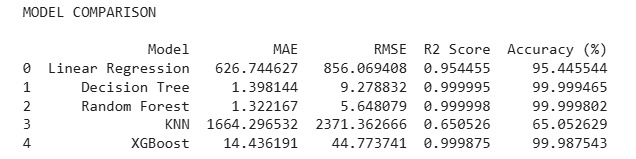 MODEL COMPARISON
Model MAE RMSE R2 Score Accuracy (%)
0 Linear Regression 626.744627 856.069408 0.954455 95.445544
1 Decision Tree 1.398144 9.278832 0.999995 99.999465
2 Random Forest 1.322167 5.648079 0.999998 99.999802
3 KNN 1664.296532 2371.362666 0.650526 65.052629
4 XGBoost 14.436191 44.773741 0.999875 99.987543